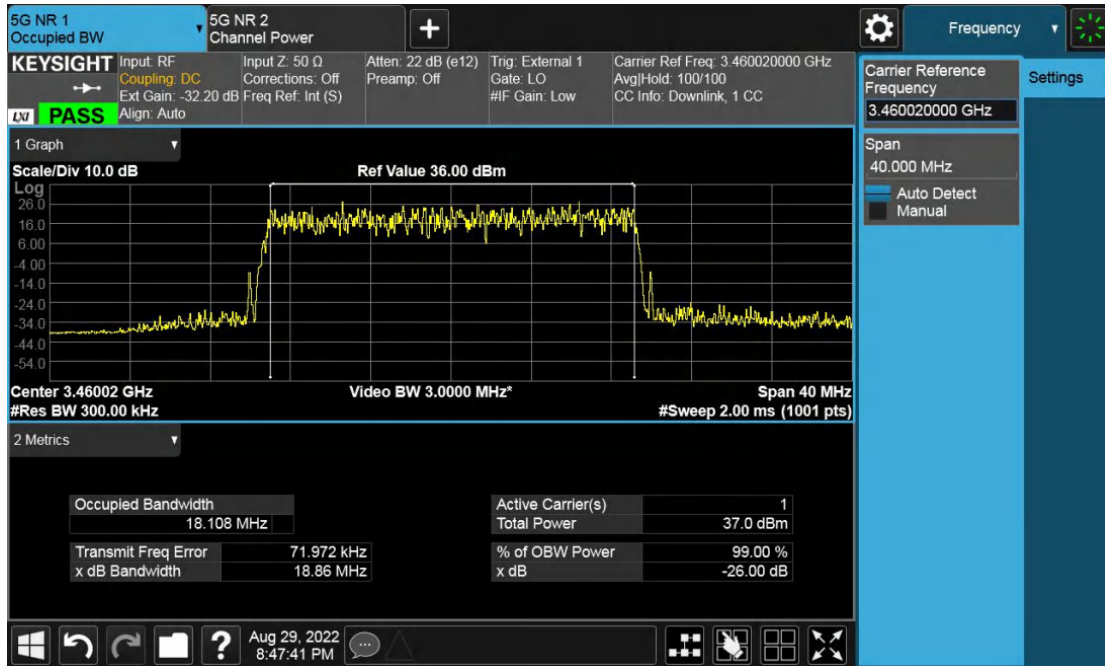 5G NR 1
Occupied BW
5G NR 2
Channel Power
Frequency
KEYSIGHT
Input: RF
Coupling: DC
Ext Gain: -32.20 dB
Align: Auto
Input Z: 50 Ω
Corrections: Off
Freq Ref: Int (S)
Atten: 22 dB (e12)
Preamp: Off
Trig: External 1
Gate: LO
#IF Gain: Low
Carrier Ref Freq: 3.460020000 GHz
Avg|Hold: 100/100
CC Info: Downlink, 1 CC
LXI PASS
Carrier Reference
Frequency
3.460020000 GHz
Settings
Span
40.000 MHz
Auto Detect
Manual
1 Graph
Scale/Div 10.0 dB
Ref Value 36.00 dBm
Log
26.0
16.0
6.00
-4.00
-14.0
-24.0
-34.0
-44.0
-54.0
Center 3.46002 GHz
Video BW 3.0000 MHz*
Span 40 MHz
#Res BW 300.00 kHz
#Sweep 2.00 ms (1001 pts)
2 Metrics
Occupied Bandwidth
18.108 MHz
Transmit Freq Error 71.972 kHz
x dB Bandwidth 18.86 MHz
Active Carrier(s) 1
Total Power 37.0 dBm
% of OBW Power 99.00 %
x dB -26.00 dB
Aug 29, 2022
8:47:41 PM